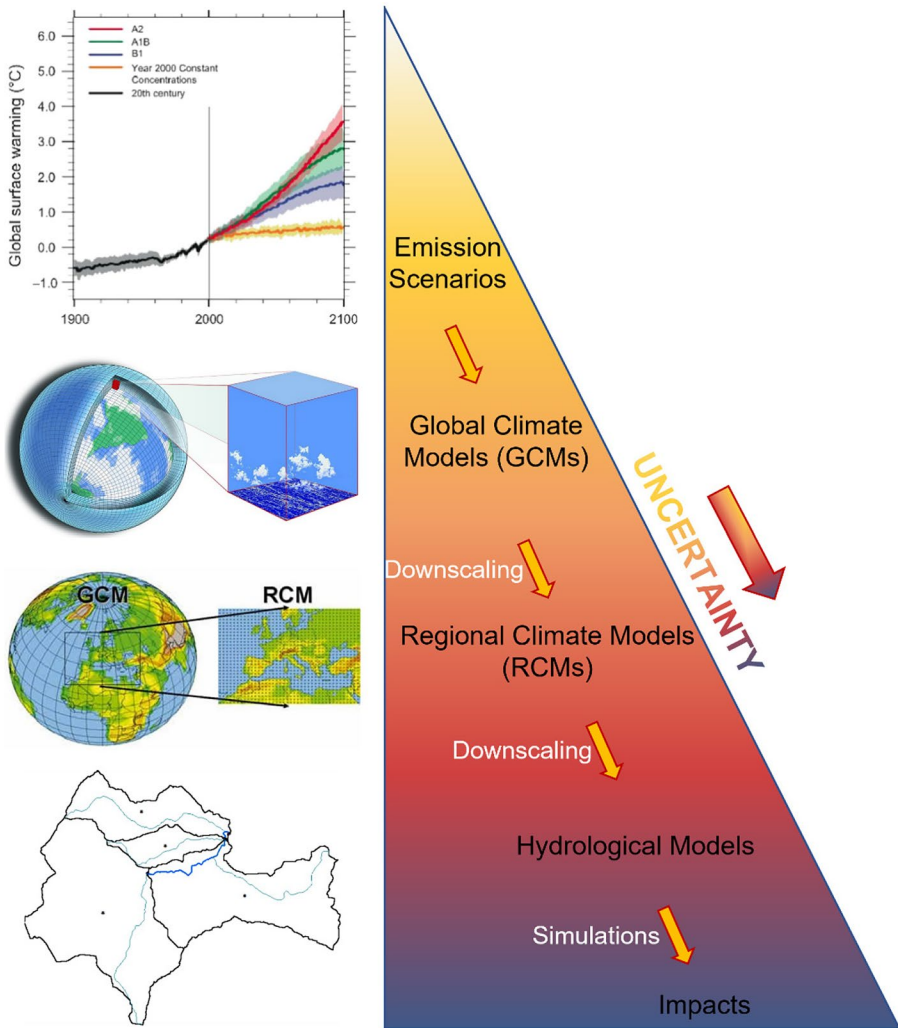 Global surface warming (°C)
6.0
5.0
4.0
3.0
2.0
1.0
0.0
−1.0
A2
A1B
B1
Year 2000 Constant
Concentrations
20th century
1900
2000
2100
GCM
RCM
Emission
Scenarios
Global Climate
Models (GCMs)
Downscaling
Regional Climate Models
(RCMs)
Downscaling
Hydrological Models
Simulations
Impacts
UNCERTAINTY